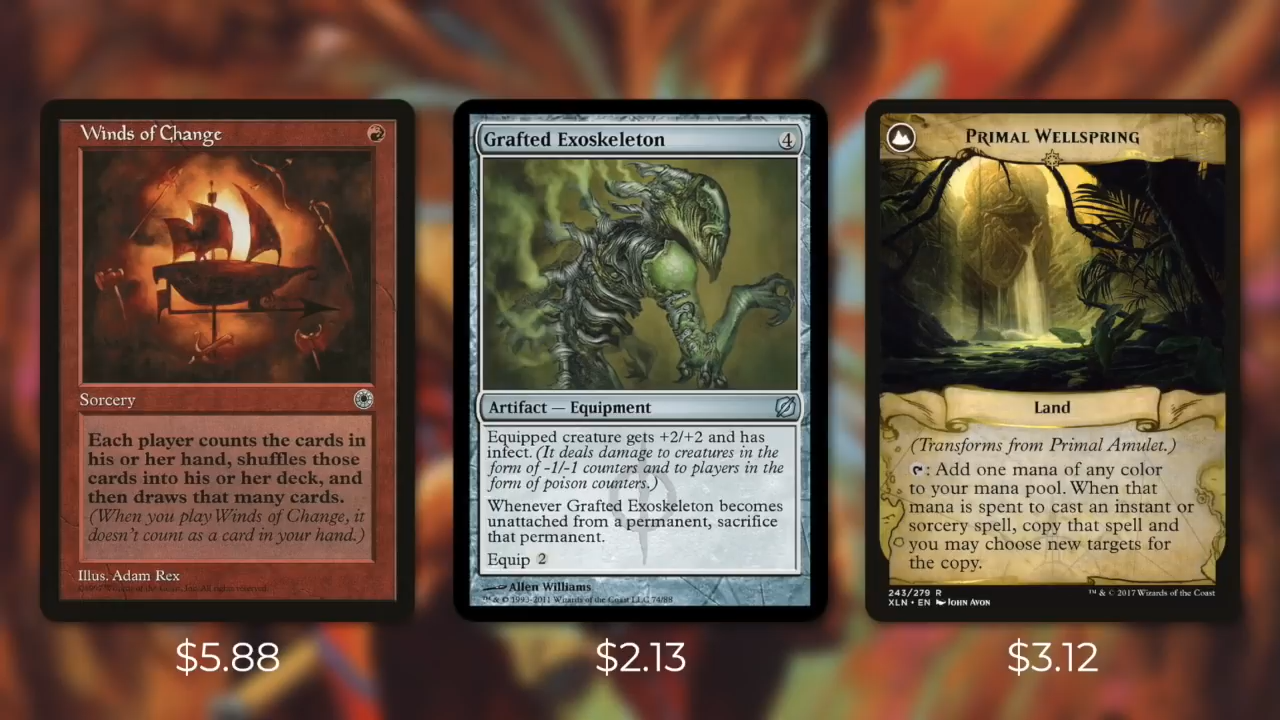 Winds of Change
Sorcery
Each player counts the cards in
his or her hand, shuffles those
cards into his or her deck, and
then draws that many cards.
(When you play Winds of Change, it
doesn't count as a card in your hand.)
Illus. Adam Rex
$5.88
Grafted Exoskeleton 4
Artifact — Equipment
Equipped creature gets +2/+2 and has
infect. (It deals damage to creatures in the
form of -1/-1 counters and to players in the
form of poison counters.)
Whenever Grafted Exoskeleton becomes
unattached from a permanent, sacrifice
that permanent.
Equip 2
Allen Williams
™ & © 1993-2011 Wizards of the Coast LLC 74/88
$2.13
Primal Wellspring
Land
(Transforms from Primal Amulet.)
: Add one mana of any color
to your mana pool. When that
mana is spent to cast an instant or
sorcery spell, copy that spell and
you may choose new targets for
the copy.
243/279 R
XLN • EN John Avon
™ & © 2017 Wizards of the Coast
$3.12